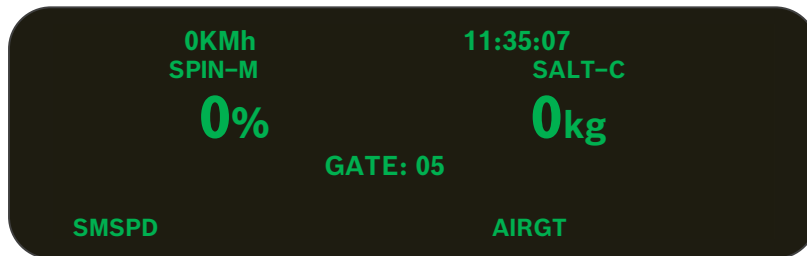 0KMh 11:35:07
SPIN-M SALT-C
0% 0kg
GATE: 05
SMSPD AIRGT